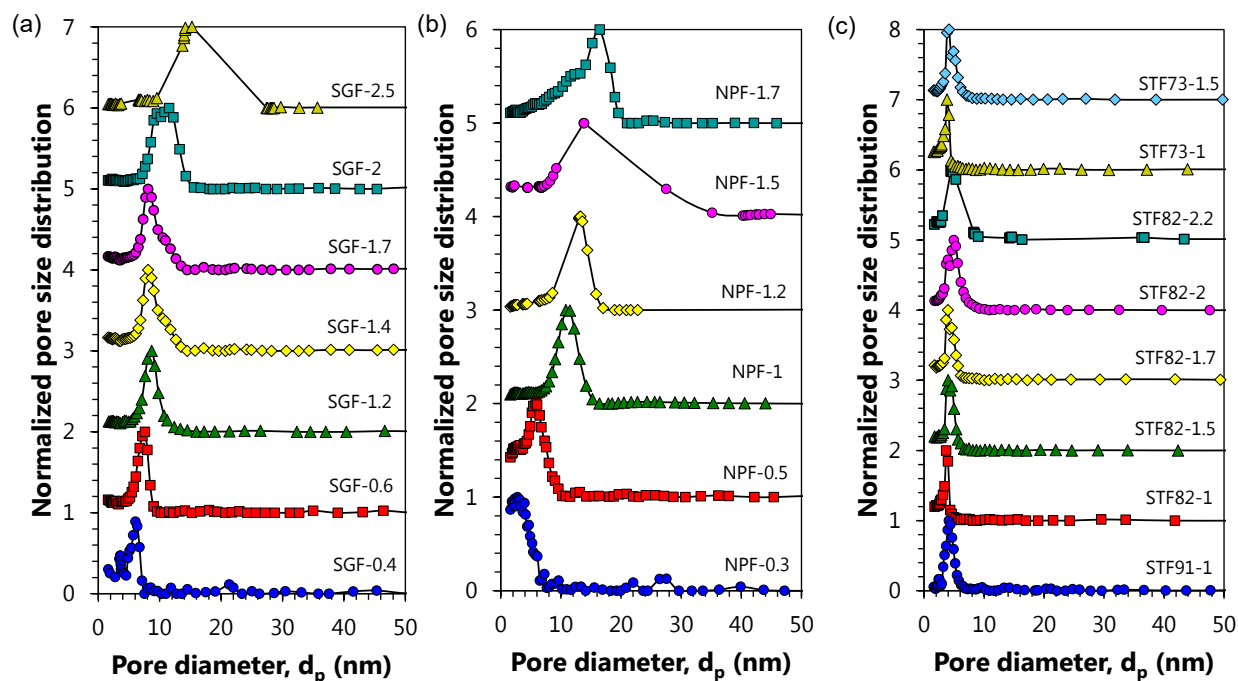 (a)
Normalized pore size distribution
7
6
5
4
3
2
1
0
SGF-2.5
SGF-2
SGF-1.7
SGF-1.4
SGF-1.2
SGF-0.6
SGF-0.4
0 10 20 30 40 50
Pore diameter, dp (nm)
(b)
Normalized pore size distribution
6
5
4
3
2
1
0
NPF-1.7
NPF-1.5
NPF-1.2
NPF-1
NPF-0.5
NPF-0.3
0 10 20 30 40 50
Pore diameter, dp (nm)
(c)
Normalized pore size distribution
8
7
6
5
4
3
2
1
0
STF73-1.5
STF73-1
STF82-2.2
STF82-2
STF82-1.7
STF82-1.5
STF82-1
STF91-1
0 10 20 30 40 50
Pore diameter, dp (nm)